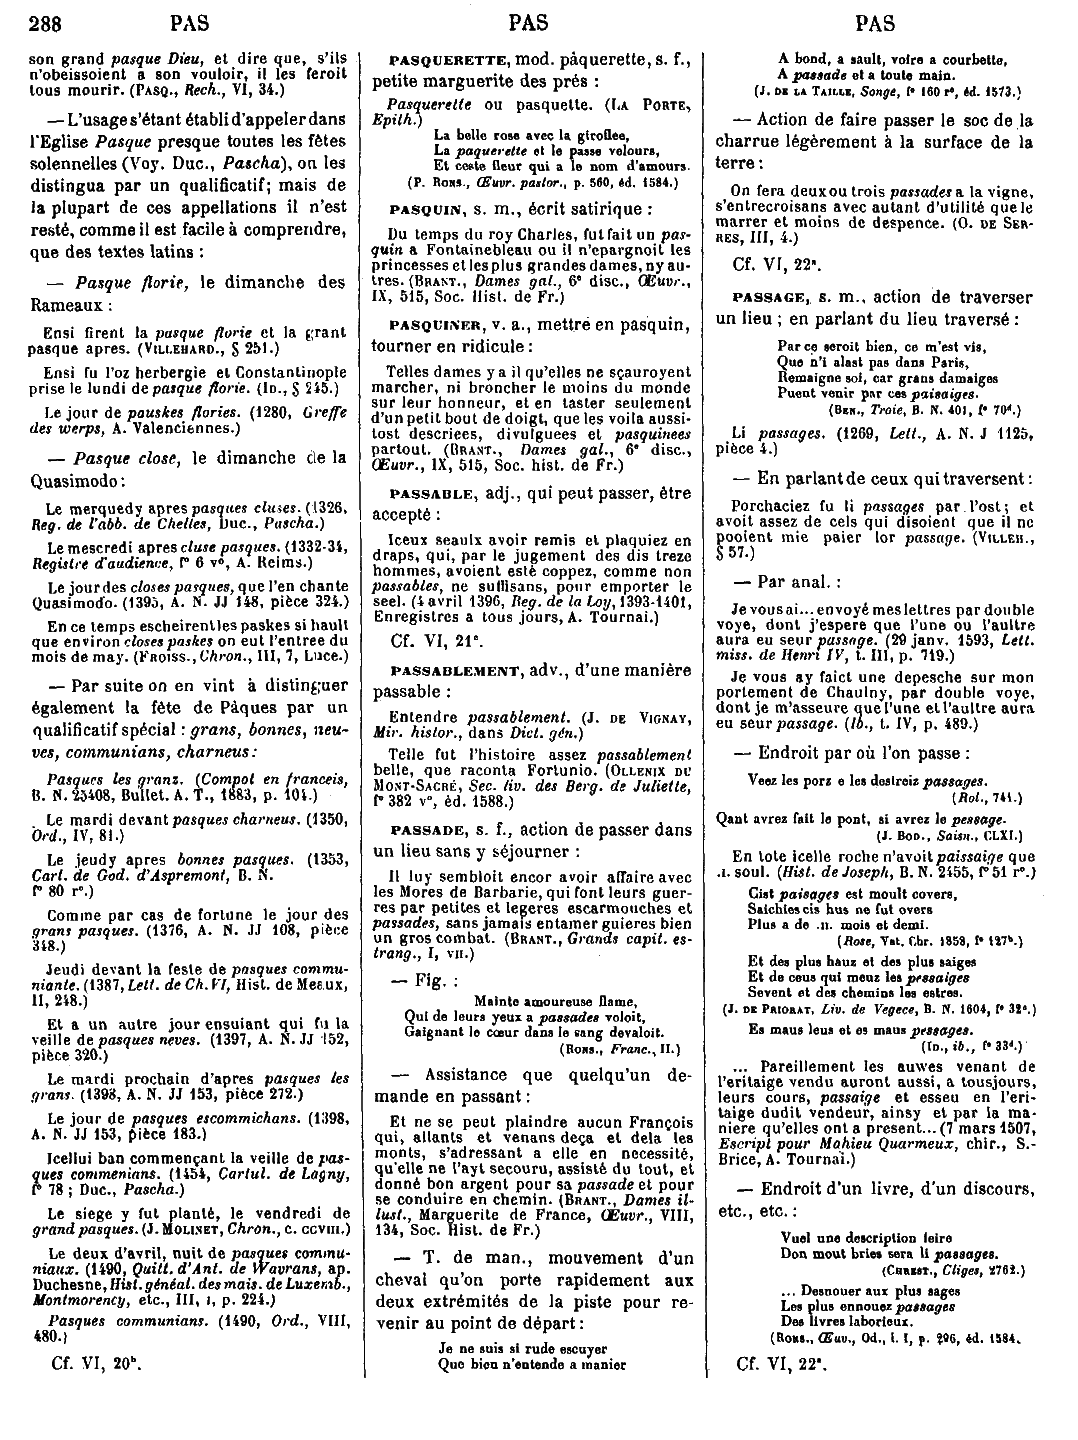 288 PAS PAS PAS
son grand pasque Dieu, et dire que, s'ils
n'obeissoient a son vouloir, il les feroit
tous mourir. (PASQ., Rech., VI, 34.)
— L'usage s'étant établi d'appeler dans
l'Eglise Pasque presque toutes les fêtes
solennelles (Voy. Duc., Pascha), on les
distingua par un qualificatif; mais de
la plupart de ces appellations il n'est
resté, comme il est facile à comprendre,
que des textes latins :
— Pasque florie, le dimanche des
Rameaux :
Ensi firent la pasque florie et la grant
pasque apres. (VILLEHARD., § 251.)
Ensi fu l'oz herbergie et Constantinople
prise le lundi de pasque florie. (ID., § 245.)
Le jour de pauskes flories. (1280, Greffe
des werps, A. Valenciennes.)
— Pasque close, le dimanche de la
Quasimodo :
Le merquedy apres pasques cluses. (1326,
Reg. de l'abb. de Chelles, Duc., Pascha.)
Le mescredi apres cluse pasques. (1332-34,
Registre d'audience, f° 6 v°, A. Reims.)
Le jour des closes pasques, que l'en chante
Quasimodo. (1395, A. N. JJ 148, pièce 324.)
En ce temps escheirent les paskes si hault
que environ closes paskes on eut l'entree du
mois de may. (FROISS., Chron., III, 7, Luce.)
— Par suite on en vint à distinguer
également la fête de Pâques par un
qualificatif spécial : grans, bonnes, neu-
ves, communians, charneus :
Pasques les granz. (Compot en franceis,
B. N. 25408, Bullet. A. T., 1883, p. 104.)
Le mardi devant pasques charneus. (1350,
Ord., IV, 81.)
Le jeudy apres bonnes pasques. (1353,
Cart. de God. d'Aspremont, B. N.
f° 80 r°.)
Comme par cas de fortune le jour des
grans pasques. (1376, A. N. JJ 108, pièce
348.)
Jeudi devant la feste de pasques commu-
niante. (1387, Lett. de Ch. VI, Hist. de Meaux,
II, 248.)
Et a un autre jour ensuiant qui fu la
veille de pasques neves. (1397, A. N. JJ 152,
pièce 320.)
Le mardi prochain d'apres pasques les
grans. (1398, A. N. JJ 153, pièce 272.)
Le jour de pasques escommichans. (1398,
A. N. JJ 153, pièce 183.)
Icellui ban commençant la veille de pas-
ques commenians. (1454, Cartul. de Lagny,
f° 78 ; Duc., Pascha.)
Le siege y fut planté, le vendredi de
grand pasques. (J. MOLINET, Chron., c. CCVIII.)
Le deux d'avril, nuit de pasques commu-
niaux. (1490, Quitt. d'Ant. de Wavrans, ap.
Duchesne, Hist. généal. des mais. de Luxemb.,
Montmorency, etc., III, I, p. 224.)
Pasques communians. (1490, Ord., VIII,
480.)
Cf. VI, 20ᵇ.
PASQUERETTE, mod. pâquerette, s. f.,
petite marguerite des prés :
Pasquerette ou pasquette. (LA PORTE,
Epith.)
La belle rose avec la giroflee,
La paquerette et le passe velours,
Et ceste fleur qui a le nom d'amours.
(P. RONS., Œuvr. pastor., p. 560, éd. 1584.)
PASQUIN, s. m., écrit satirique :
Du temps du roy Charles, fut fait un pas-
quin a Fontainebleau ou il n'epargnoit les
princesses et les plus grandes dames, ny au-
tres. (BRANT., Dames gal., 6ᵉ disc., Œuvr.,
IX, 515, Soc. Hist. de Fr.)
PASQUINER, v. a., mettre en pasquin,
tourner en ridicule :
Telles dames y a il qu'elles ne sçauroyent
marcher, ni broncher le moins du monde
sur leur honneur, et en taster seulement
d'un petit bout de doigt, que les voila aussi-
tost descriees, divulguees et pasquinees
partout. (BRANT., Dames gal., 6ᵉ disc.,
Œuvr., IX, 515, Soc. hist. de Fr.)
PASSABLE, adj., qui peut passer, être
accepté :
Iceux seaulx avoir remis et plaquiez en
draps, qui, par le jugement des dis treze
hommes, avoient esté coppez, comme non
passables, ne suffisans, pour emporter le
seel. (4 avril 1396, Reg. de la Loy, 1393-1401,
Enregistres a tous jours, A. Tournai.)
Cf. VI, 21ᶜ.
PASSABLEMENT, adv., d'une manière
passable :
Entendre passablement. (J. DE VIGNAY,
Mir. histor., dans Dict. gén.)
Telle fut l'histoire assez passablement
belle, que raconta Fortunio. (OLLENIX DU
MONT-SACRÉ, Sec. liv. des Berg. de Juliette,
f° 382 v°, éd. 1588.)
PASSADE, s. f., action de passer dans
un lieu sans y séjourner :
Il luy sembloit encor avoir affaire avec
les Mores de Barbarie, qui font leurs guer-
res par petites et legeres escarmouches et
passades, sans jamais entamer guieres bien
un gros combat. (BRANT., Grands capit. es-
trang., I, VII.)
— Fig. :
Mainte amoureuse flame,
Qui de leurs yeux a passades voloit,
Gaignant le cœur dans le sang devaloit.
(RONS., Franc., II.)
— Assistance que quelqu'un de-
mande en passant :
Et ne se peut plaindre aucun François
qui, allants et venans deça et dela les
monts, s'adressant a elle en necessité,
qu'elle ne l'ayt secouru, assisté du tout, et
donné bon argent pour sa passade et pour
se conduire en chemin. (BRANT., Dames il-
lust., Marguerite de France, Œuvr., VIII,
134, Soc. Hist. de Fr.)
— T. de man., mouvement d'un
cheval qu'on porte rapidement aux
deux extrémités de la piste pour re-
venir au point de départ :
Je ne suis si rude escuyer
Que bien n'entende a manier
A bond, a sault, voire a courbette,
A passade et a toute main.
(J. DE LA TAILLE, Songe, f° 160 r°, éd. 1573.)
— Action de faire passer le soc de la
charrue légèrement à la surface de la
terre :
On fera deux ou trois passades a la vigne,
s'entrecroisans avec autant d'utilité que le
marrer et moins de despence. (O. DE SER-
RES, III, 4.)
Cf. VI, 22ᵃ.
PASSAGE, s. m., action de traverser
un lieu ; en parlant du lieu traversé :
Par ce seroit bien, ce m'est vis,
Que n'i alast pas dans Paris,
Remaigne soi, car grans damaiges
Puent venir par ces paisaiges.
(BEN., Troie, B. N. 401, f° 70ᵈ.)
Li passages. (1269, Lett., A. N. J 1125,
pièce 4.)
— En parlant de ceux qui traversent :
Porchaciez fu li passages par l'ost ; et
avoit assez de cels qui disoient que il ne
pooient mie paier lor passage. (VILLEH.,
§ 57.)
— Par anal. :
Je vous ai... envoyé mes lettres par double
voye, dont j'espere que l'une ou l'aultre
aura eu seur passage. (29 janv. 1593, Lett.
miss. de Henri IV, t. III, p. 719.)
Je vous ay faict une depesche sur mon
portement de Chaulny, par double voye,
dont je m'asseure que l'une et l'aultre aura
eu seur passage. (Ib., t. IV, p. 489.)
— Endroit par où l'on passe :
Veez les porz e les destreiz passages.
(Rol., 741.)
Qant avrez fait le pont, si avrez le pessage.
(J. BOD., Saisn., CLXI.)
En tote icelle roche n'avoit paissaige que
.I. soul. (Hist. de Joseph, B. N. 2455, f° 51 r°.)
Cist paisages est moult covers,
Saichies cis hus ne fut overs
Plus a de .II. mois et demi.
(Rose, Vat. Chr. 1858, f° 127ᵇ.)
Et des plus hauz et des plus saiges
Et de ceus qui meuz les pessaiges
Sevent et des chemins les estres.
(J. DE PRIORAT, Liv. de Vegece, B. N. 1604, f° 32ᵃ.)
Es maus leus et es maus pessages.
(ID., ib., f° 33ᵈ.)
... Pareillement les auwes venant de
l'eritaige vendu auront aussi, a tousjours,
leurs cours, passaige et esseu en l'eri-
taige dudit vendeur, ainsy et par la ma-
niere qu'elles ont a present... (7 mars 1507,
Escript pour Mahieu Quarmeux, chir., S.-
Brice, A. Tournai.)
— Endroit d'un livre, d'un discours,
etc., etc. :
Vuel une description feire
Don mout bries sera li passages.
(CHREST., Cliges, 2762.)
... Desnouer aux plus sages
Les plus ennouez passages
Des livres laborieux.
(RONS., Œuv., Od., l. I, p. 296, éd. 1584.
Cf. VI, 22ᵃ.